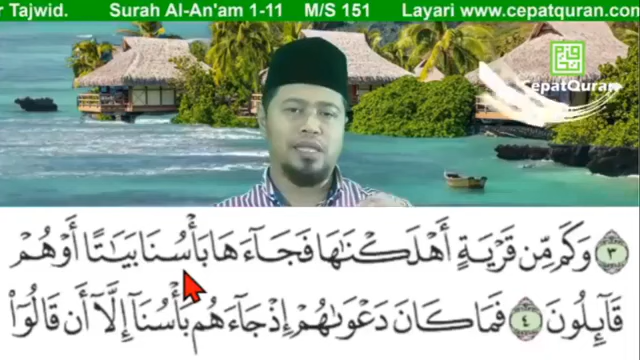 r Tajwid. Surah Al-An'am 1-11 M/S 151 Layari www.cepatquran.com
CepatQuran
٣ وَكَم مِّن قَرْيَةٍ أَهْلَكْنَٰهَا فَجَآءَهَا بَأْسُنَا بَيَٰتًا أَوْ هُمْ
قَآئِلُونَ ٤ فَمَا كَانَ دَعْوَىٰهُمْ إِذْ جَآءَهُم بَأْسُنَآ إِلَّآ أَن قَالُوٓا۟